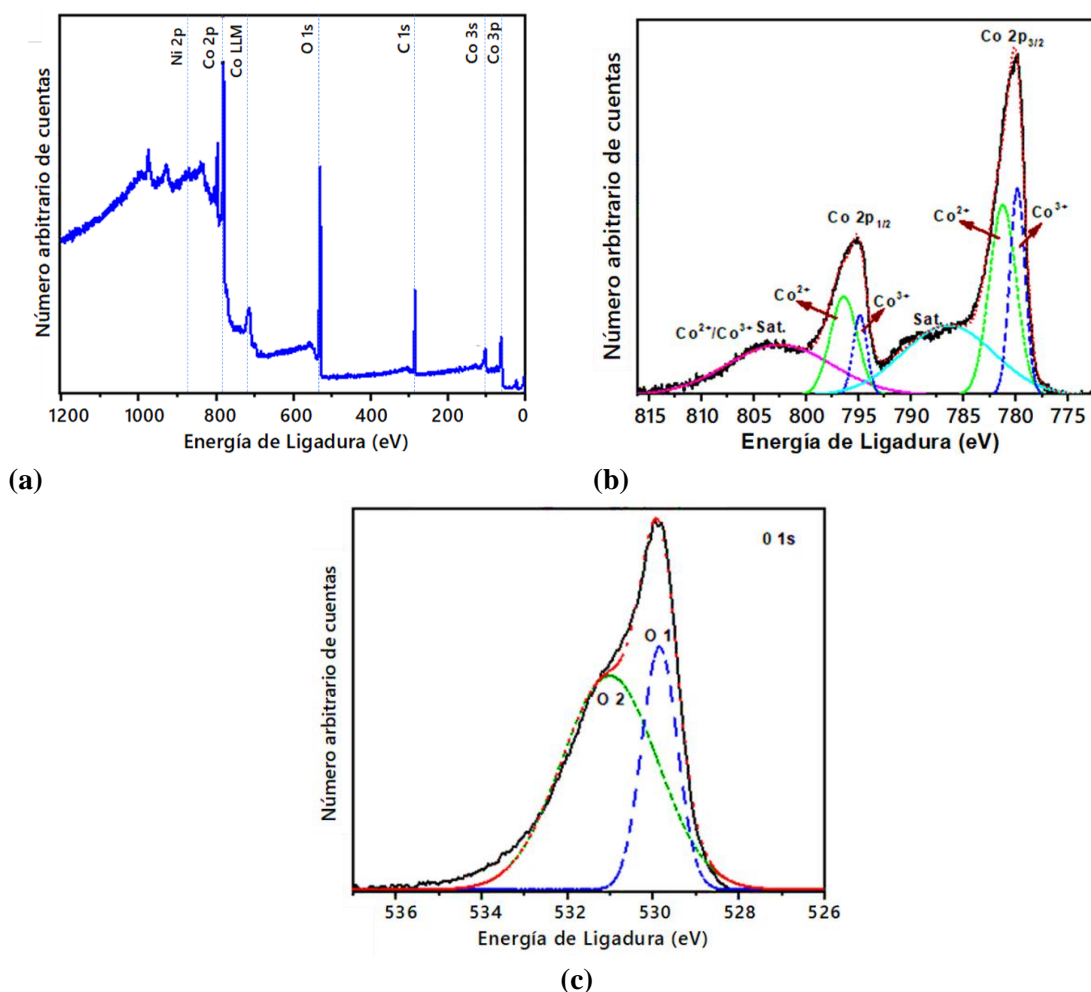 Número arbitrario de cuentas
Ni 2p
Co 2p
Co LLM
O 1s
C 1s
Co 3s
Co 3p
1200 1000 800 600 400 200 0
Energía de Ligadura (eV)
(a)
Número arbitrario de cuentas
Co 2p3/2
Co2+
Co3+
Co 2p1/2
Co2+
Co3+
Sat.
Co2+/Co3+ Sat.
815 810 805 800 795 790 785 780 775
Energía de Ligadura (eV)
(b)
Número arbitrario de cuentas
0 1s
O 1
O 2
536 534 532 530 528 526
Energía de Ligadura (eV)
(c)